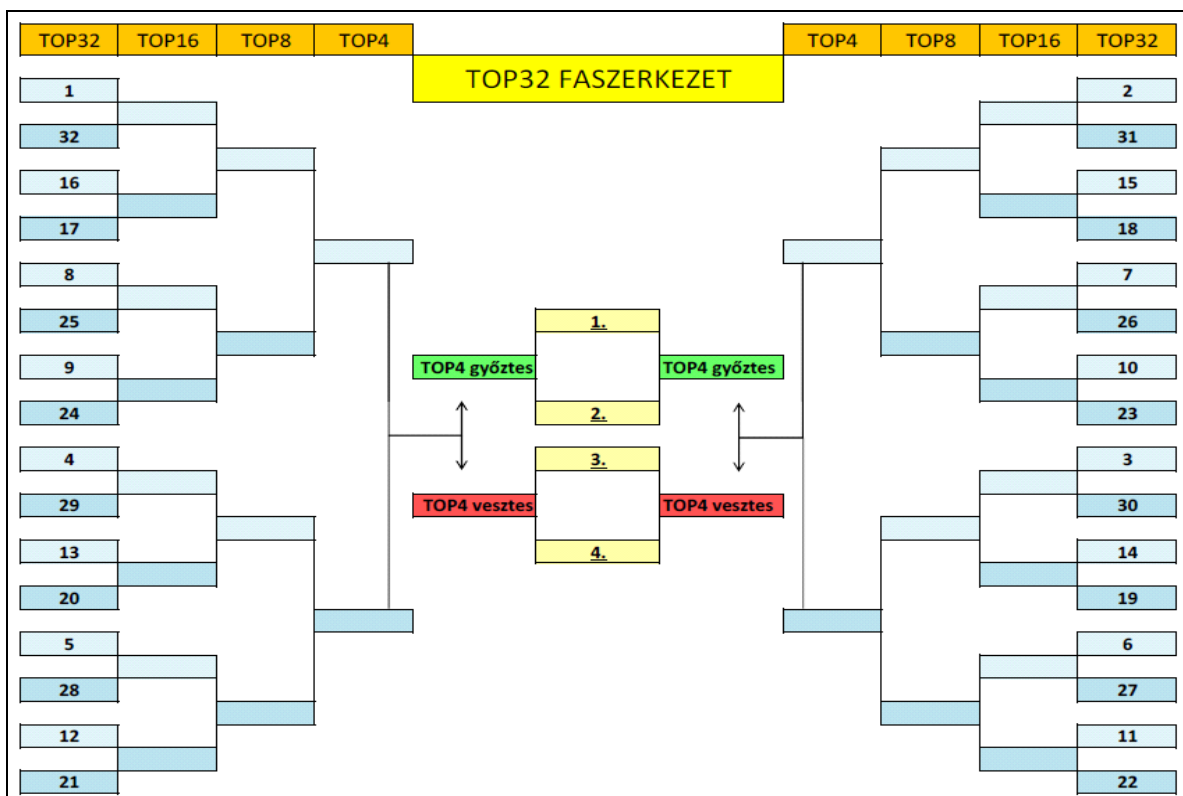 TOP32 TOP16 TOP8 TOP4 TOP4 TOP8 TOP16 TOP32
TOP32 FASZERKEZET
1 2
32 31
16 15
17 18
8 7
1.
25 26
TOP4 győztes TOP4 győztes
9 10
2.
24 23
4 3. 3
29 TOP4 vesztes TOP4 vesztes 30
13 4. 14
20 19
5 6
28 27
12 11
21 22